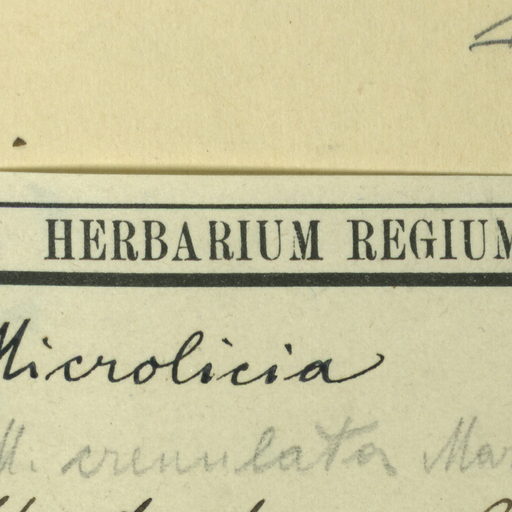 HERBARIUM REGIUM
Microlicia
M. crenulata Mar